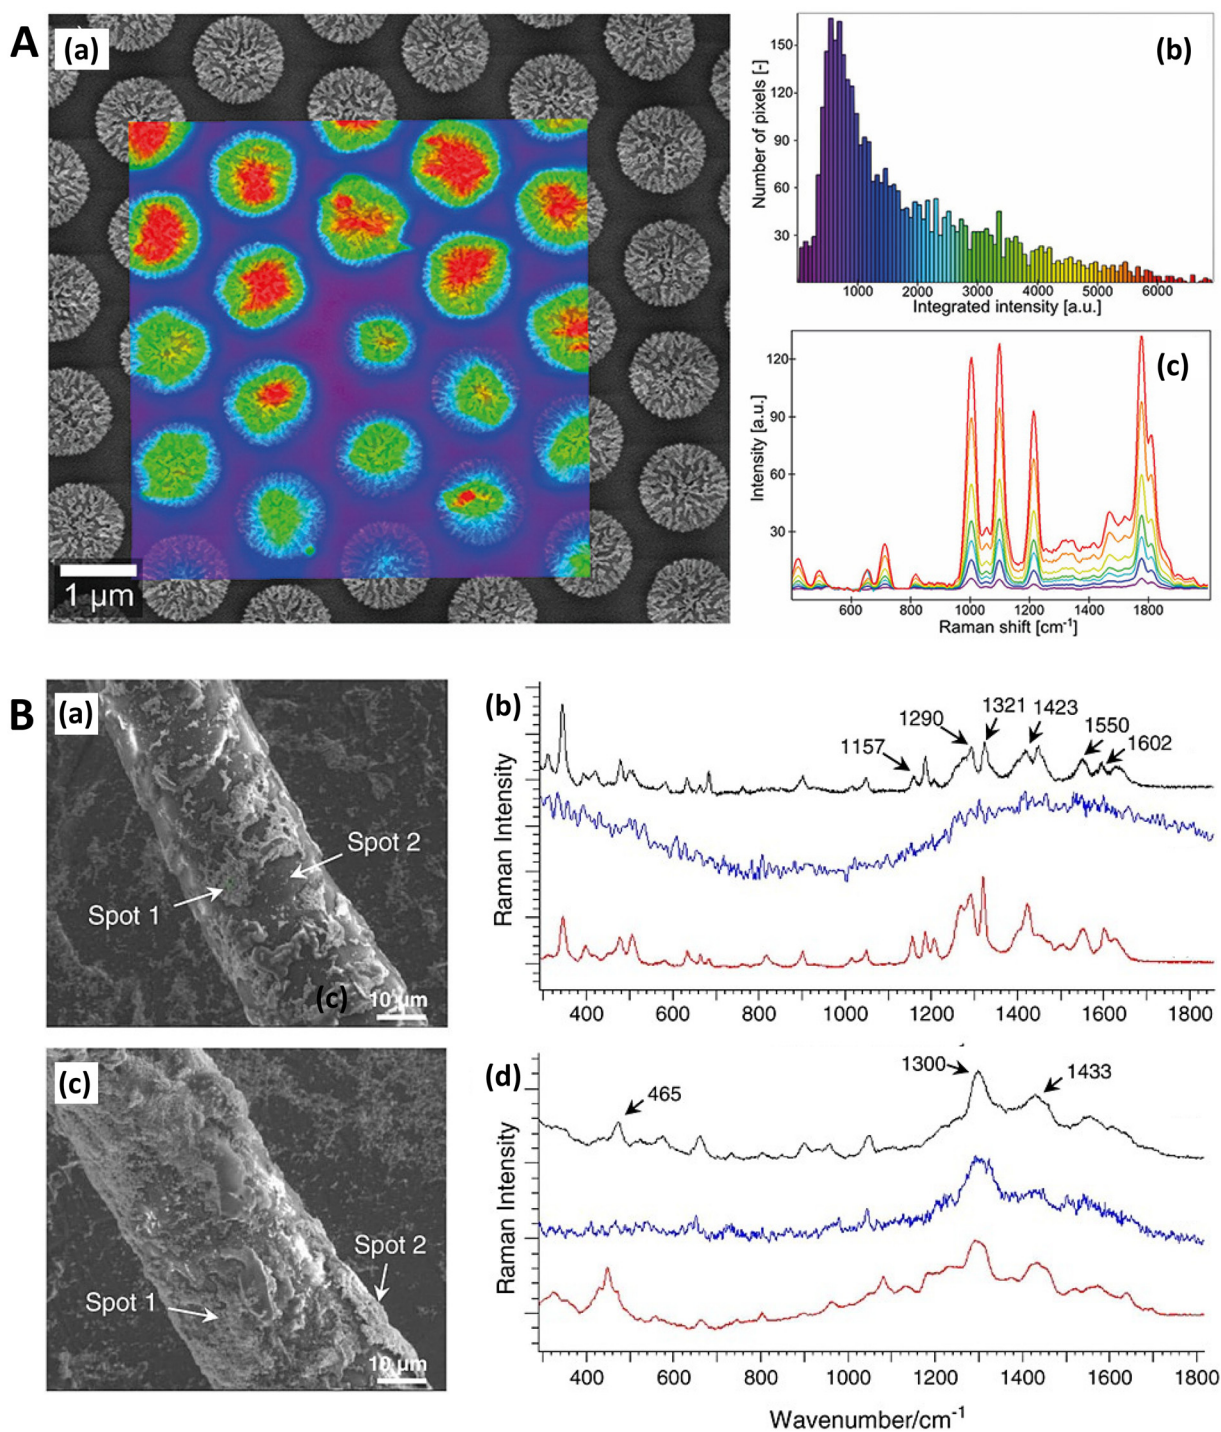 A
(a)
1 µm
(b)
Number of pixels [-]
150
120
90
60
30
1000 2000 3000 4000 5000 6000
Integrated intensity [a.u.]
(c)
Intensity [a.u.]
120
90
60
30
600 800 1000 1200 1400 1600 1800
Raman shift [cm-1]
B
(a)
Spot 2
Spot 1
(c)
10 µm
(b)
Raman Intensity
1157
1290
1321
1423
1550
1602
400 600 800 1000 1200 1400 1600 1800
(c)
Spot 2
Spot 1
10 µm
(d)
Raman Intensity
465
1300
1433
400 600 800 1000 1200 1400 1600 1800
Wavenumber/cm-1